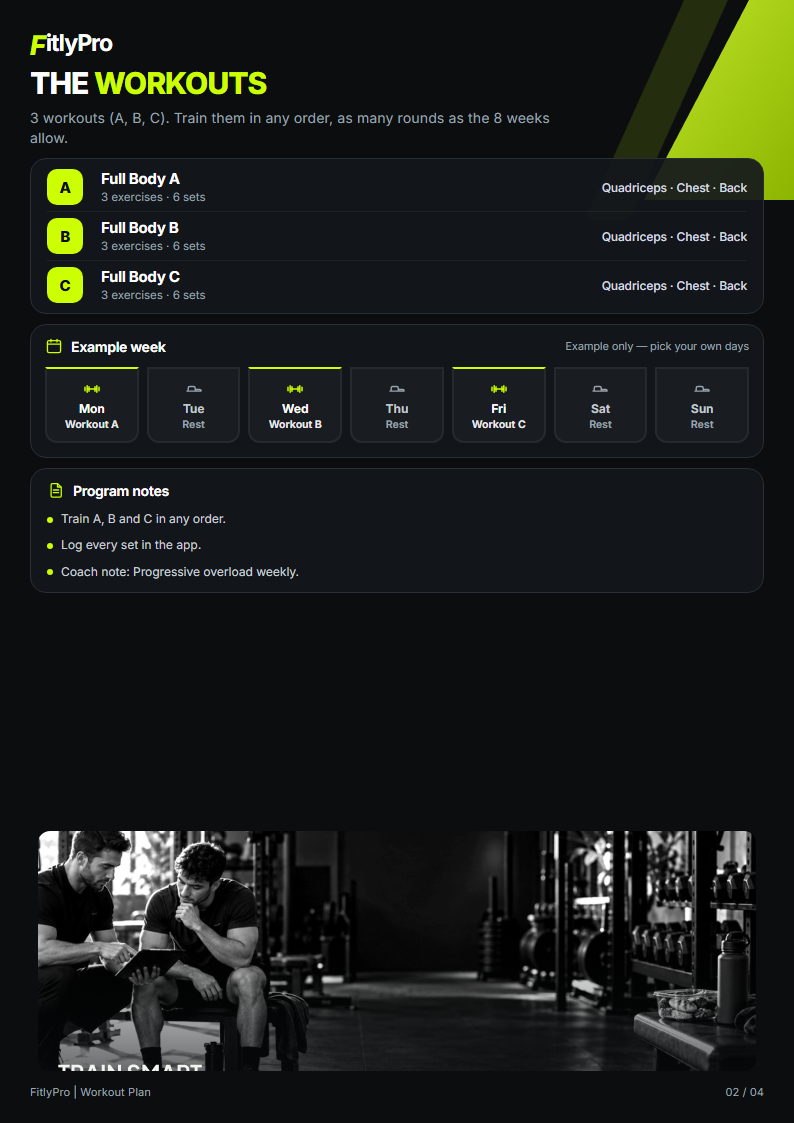 FitlyPro
THE WORKOUTS
3 workouts (A, B, C). Train them in any order, as many rounds as the 8 weeks
allow.
A
Full Body A
3 exercises · 6 sets
Quadriceps · Chest · Back
B
Full Body B
3 exercises · 6 sets
Quadriceps · Chest · Back
C
Full Body C
3 exercises · 6 sets
Quadriceps · Chest · Back
Example week
Example only — pick your own days
Mon
Workout A
Tue
Rest
Wed
Workout B
Thu
Rest
Fri
Workout C
Sat
Rest
Sun
Rest
Program notes
Train A, B and C in any order.
Log every set in the app.
Coach note: Progressive overload weekly.
TRAIN SMART
FitlyPro | Workout Plan
02 / 04